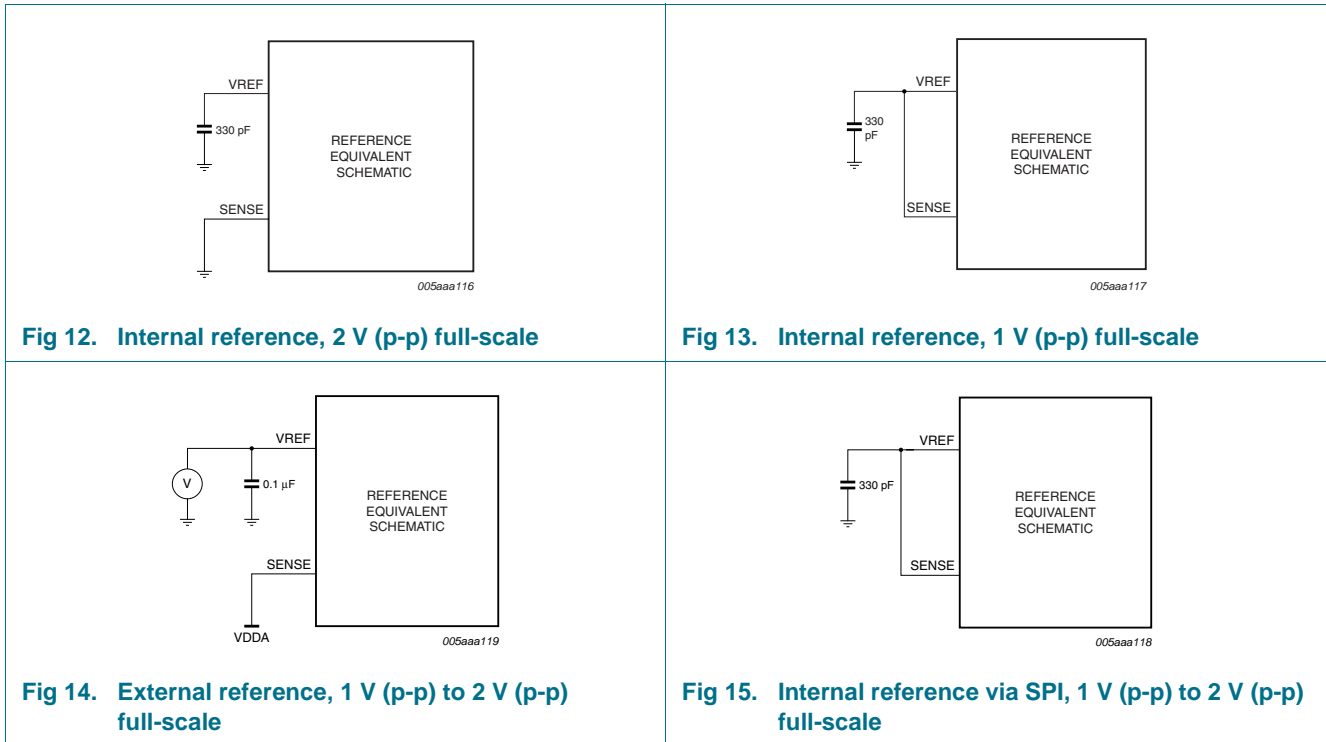 VREF
330 pF
REFERENCE
EQUIVALENT
SCHEMATIC
SENSE
005aaa116
Fig 12. Internal reference, 2 V (p-p) full-scale
VREF
330
pF
REFERENCE
EQUIVALENT
SCHEMATIC
SENSE
005aaa117
Fig 13. Internal reference, 1 V (p-p) full-scale
VREF
V
0.1 μF
REFERENCE
EQUIVALENT
SCHEMATIC
SENSE
VDDA
005aaa119
Fig 14. External reference, 1 V (p-p) to 2 V (p-p)
full-scale
VREF
330 pF
REFERENCE
EQUIVALENT
SCHEMATIC
SENSE
005aaa118
Fig 15. Internal reference via SPI, 1 V (p-p) to 2 V (p-p)
full-scale